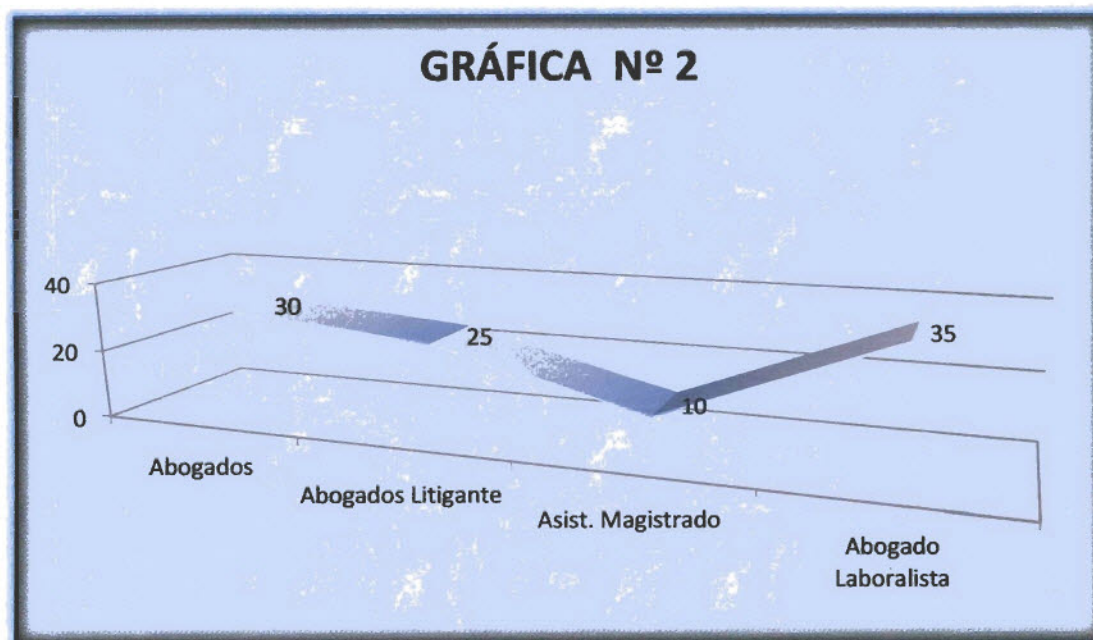 GRÁFICA Nº 2
40
20
0
30
25
10
35
Abogados
Abogados Litigante
Asist. Magistrado
Abogado
Laboralista